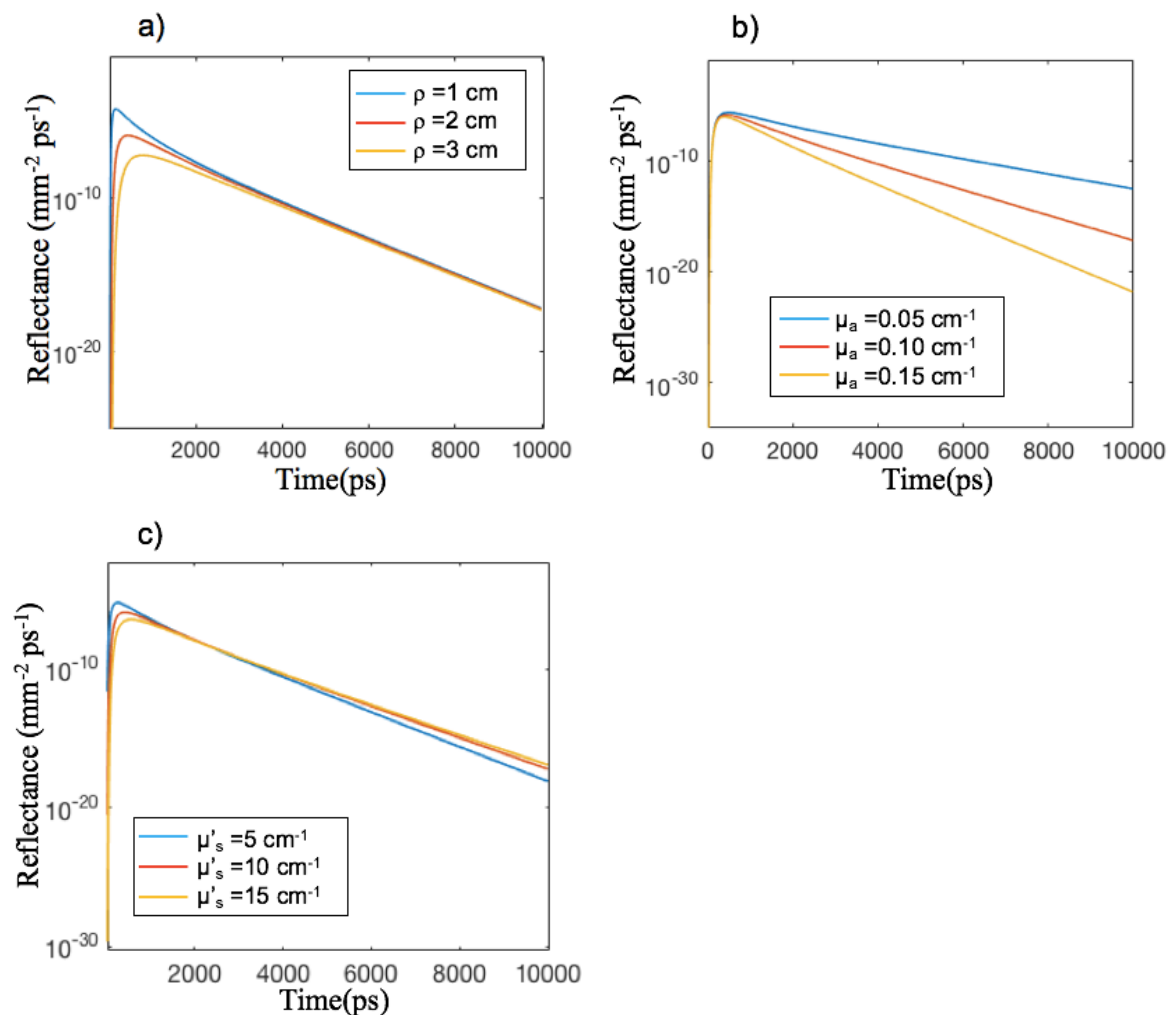 a)
Reflectance (mm⁻² ps⁻¹)
10⁻¹⁰
10⁻²⁰
ρ =1 cm
ρ =2 cm
ρ =3 cm
2000 4000 6000 8000 10000
Time(ps)
b)
Reflectance (mm⁻² ps⁻¹)
10⁻¹⁰
10⁻²⁰
10⁻³⁰
μₐ =0.05 cm⁻¹
μₐ =0.10 cm⁻¹
μₐ =0.15 cm⁻¹
0 2000 4000 6000 8000 10000
Time(ps)
c)
Reflectance (mm⁻² ps⁻¹)
10⁻¹⁰
10⁻²⁰
10⁻³⁰
μ'ₛ =5 cm⁻¹
μ'ₛ =10 cm⁻¹
μ'ₛ =15 cm⁻¹
2000 4000 6000 8000 10000
Time(ps)